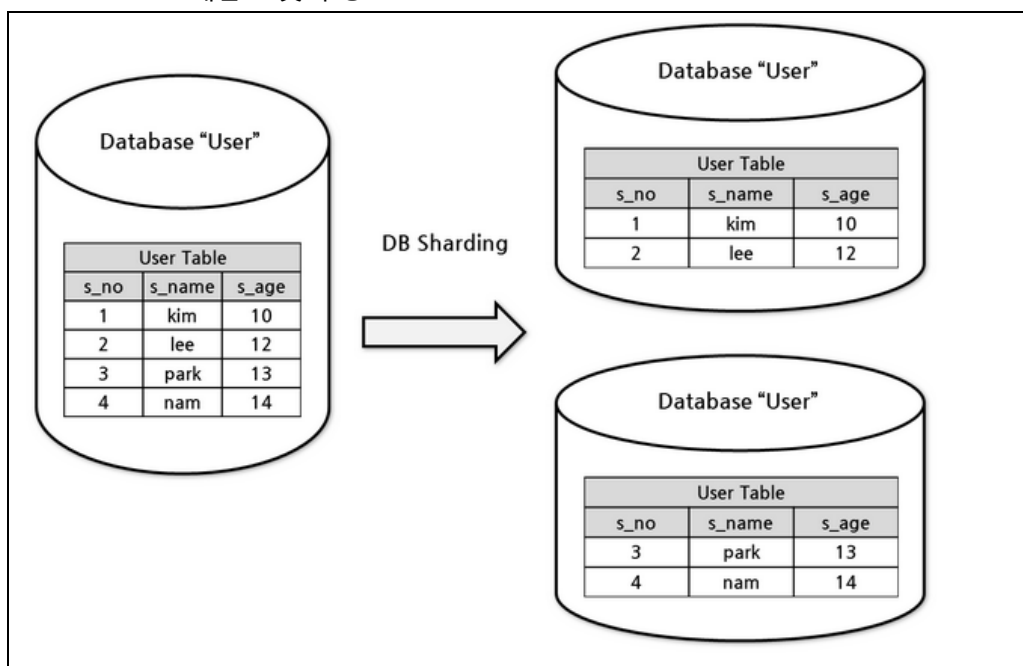 Database “User”
User Table
s_no s_name s_age
1 kim 10
2 lee 12
3 park 13
4 nam 14
DB Sharding
Database “User”
User Table
s_no s_name s_age
1 kim 10
2 lee 12
Database “User”
User Table
s_no s_name s_age
3 park 13
4 nam 14